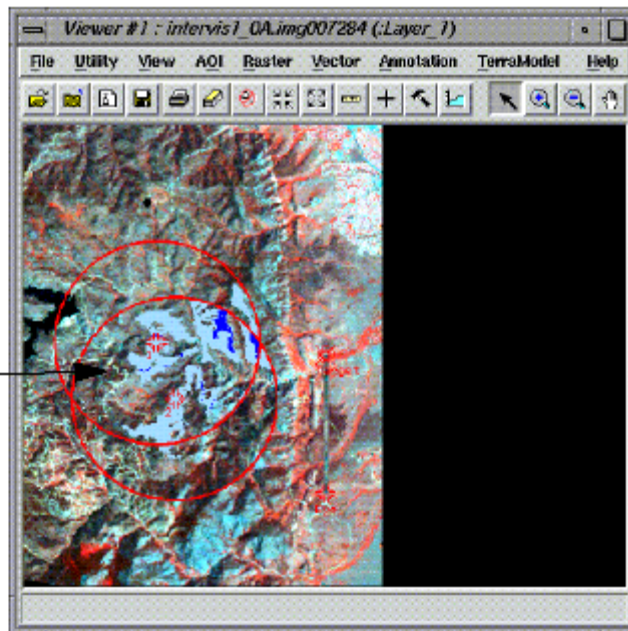 Viewer #1 : intervis1_0A.img007284 (:Layer_1)
File Utility View AOI Raster Vector Annotation TerraModel Help